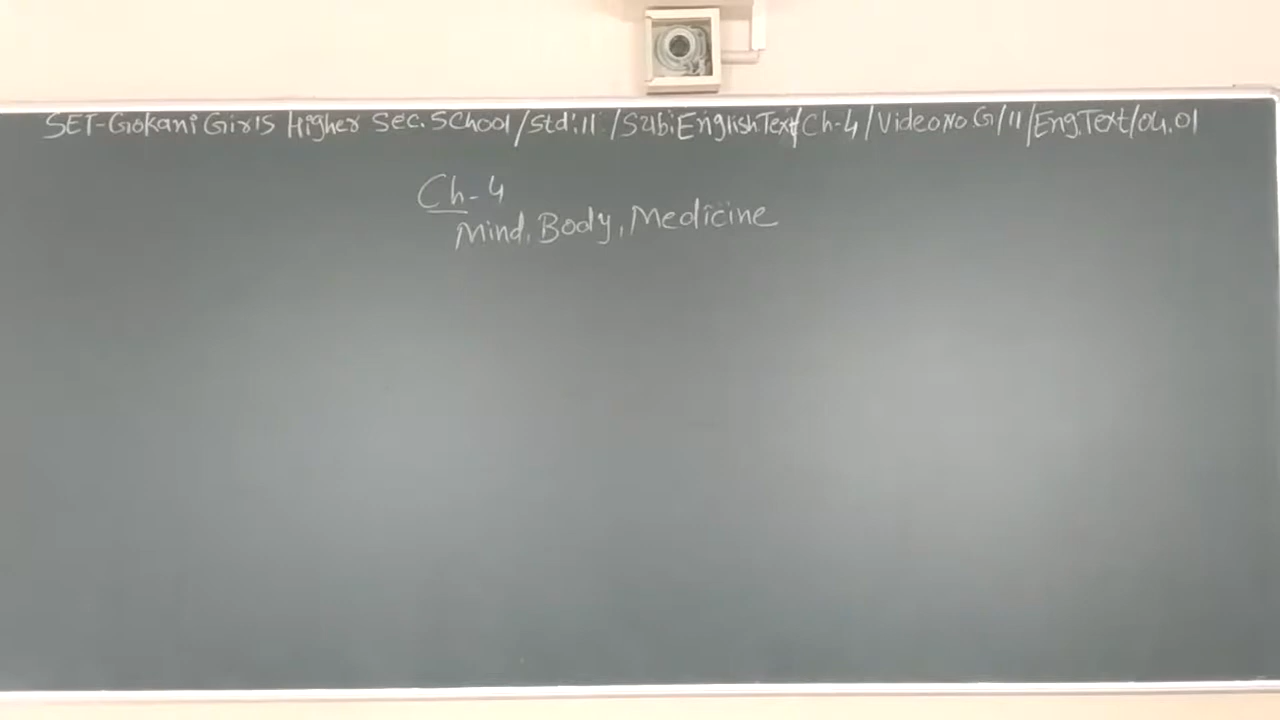 SET-Gokani Girls Higher Sec. School/Std:11/Sub:English Text/Ch-4/Video No.G/11/Eng.Text/04.01
Ch-4
Mind, Body, Medicine